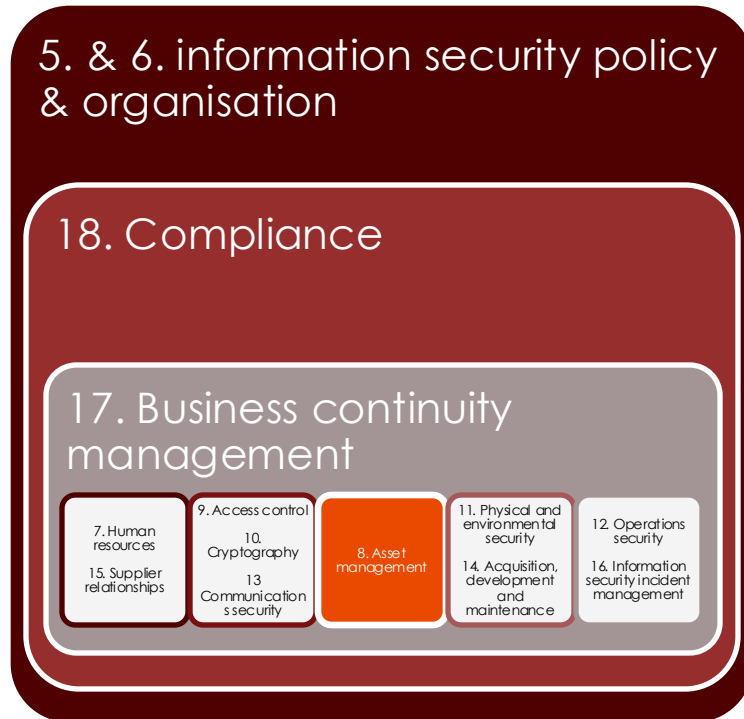 5. & 6. information security policy
& organisation
18. Compliance
17. Business continuity
management
7. Human
resources
15. Supplier
relationships
9. Access control
10.
Cryptography
13
Communication
s security
8. Asset
management
11. Physical and
environmental
security
14. Acquisition,
development
and
maintenance
12. Operations
security
16. Information
security incident
management